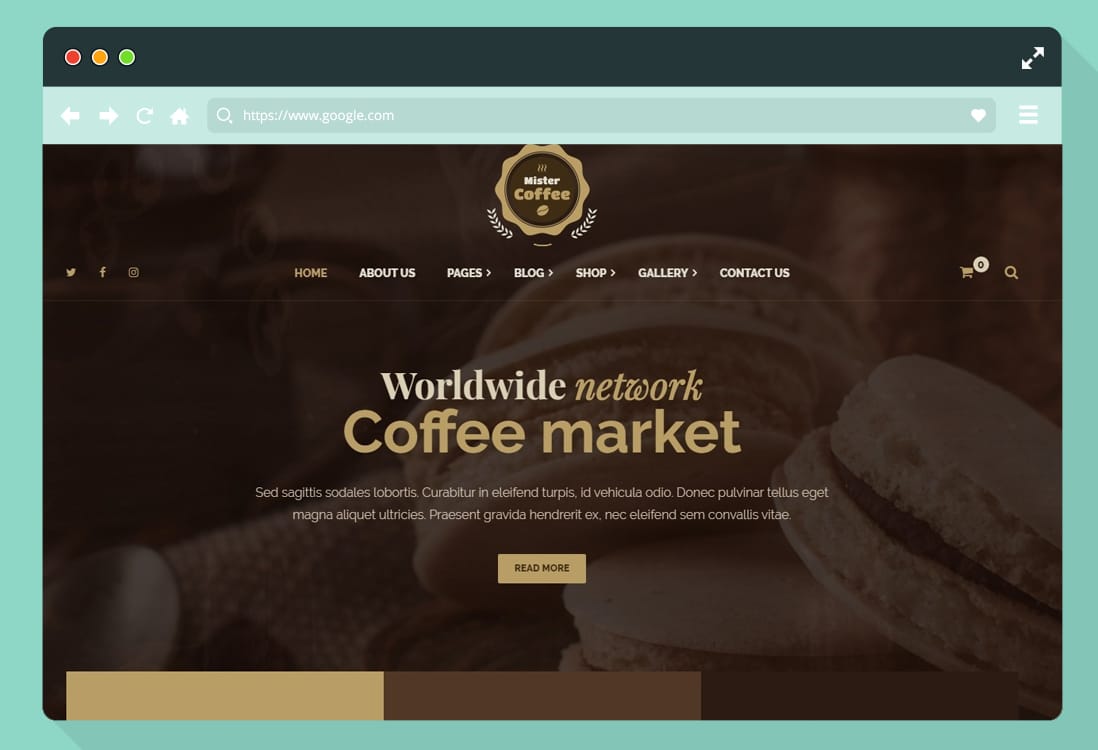 https://www.google.com
Mister
Coffee
HOME
ABOUT US
PAGES
BLOG
SHOP
GALLERY
CONTACT US
0
Worldwide network
Coffee market
Sed sagittis sodales lobortis. Curabitur in eleifend turpis, id vehicula odio. Donec pulvinar tellus eget
magna aliquet ultricies. Praesent gravida hendrerit ex, nec eleifend sem convallis vitae.
READ MORE